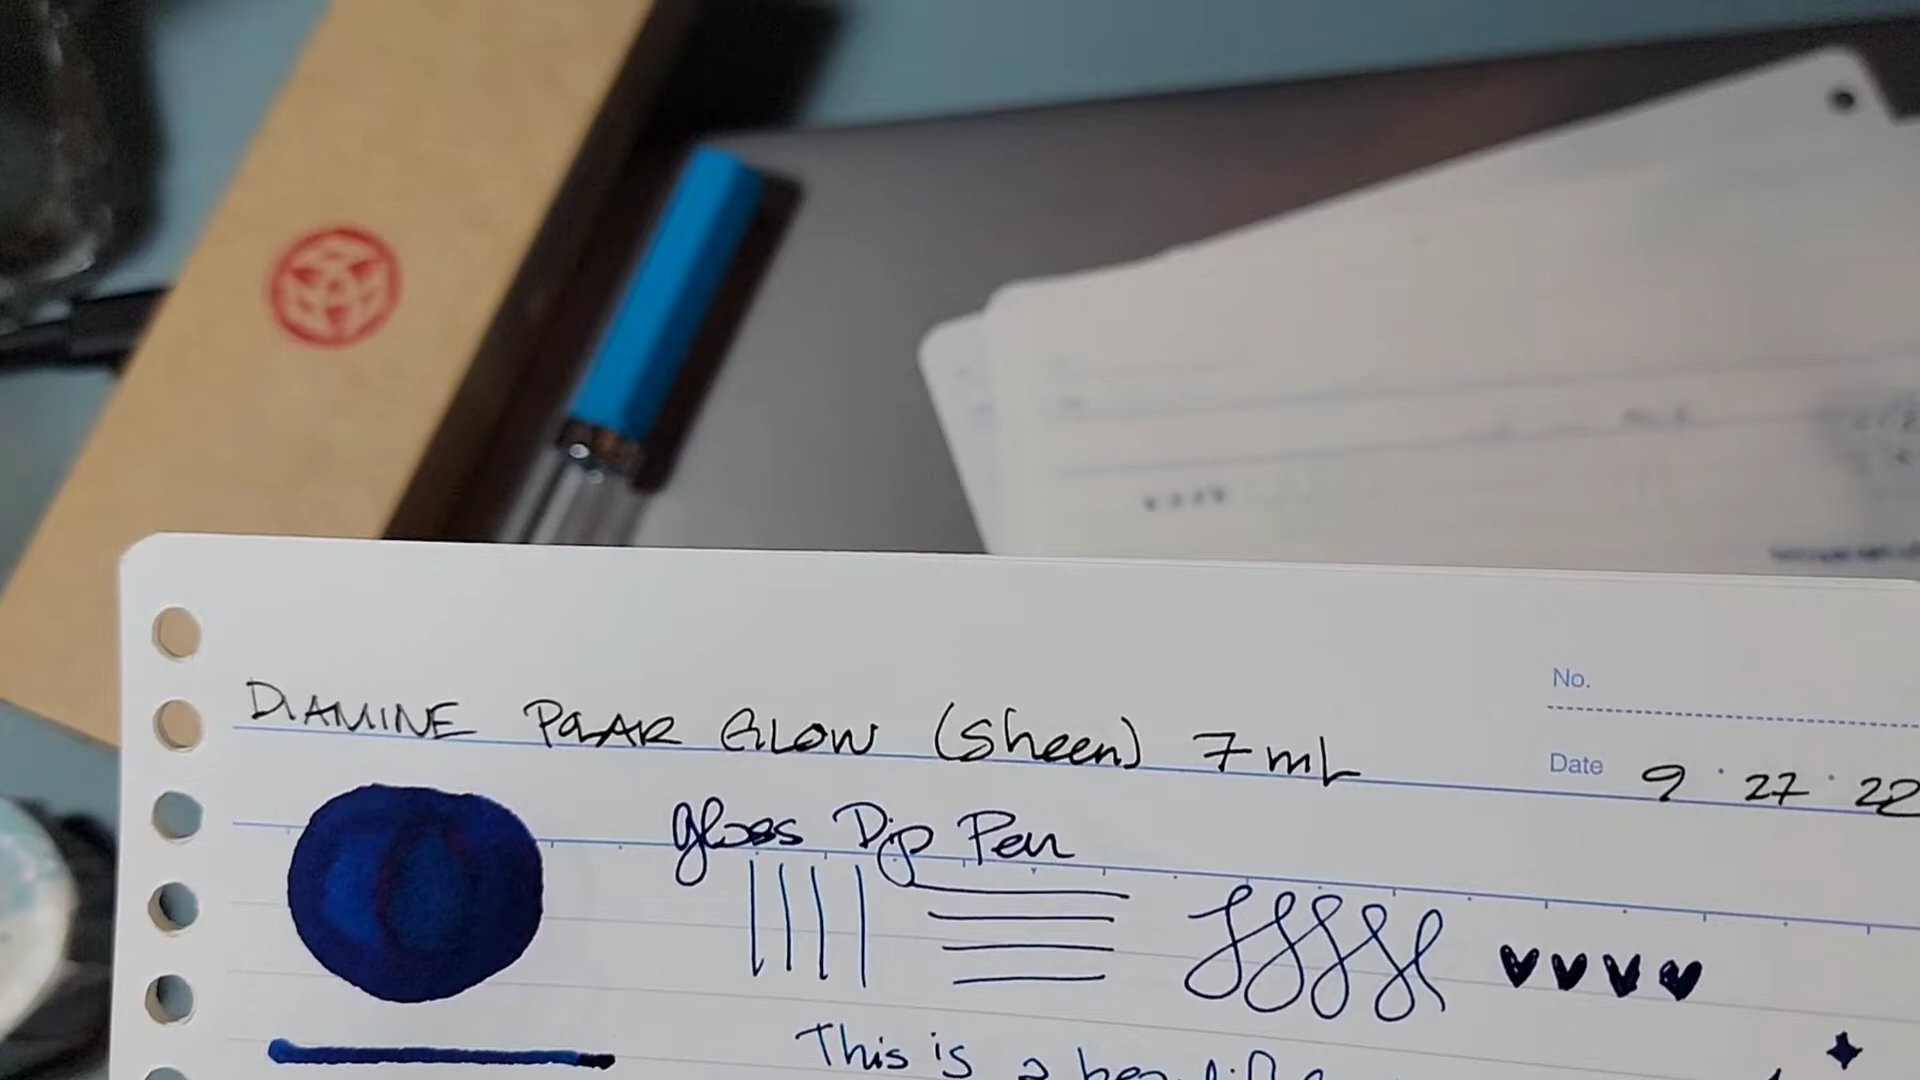 No.
DIAMINE POLAR GLOW (Sheen) 7 mL
Date 9 · 27 · 22
glass Dip Pen
This is a